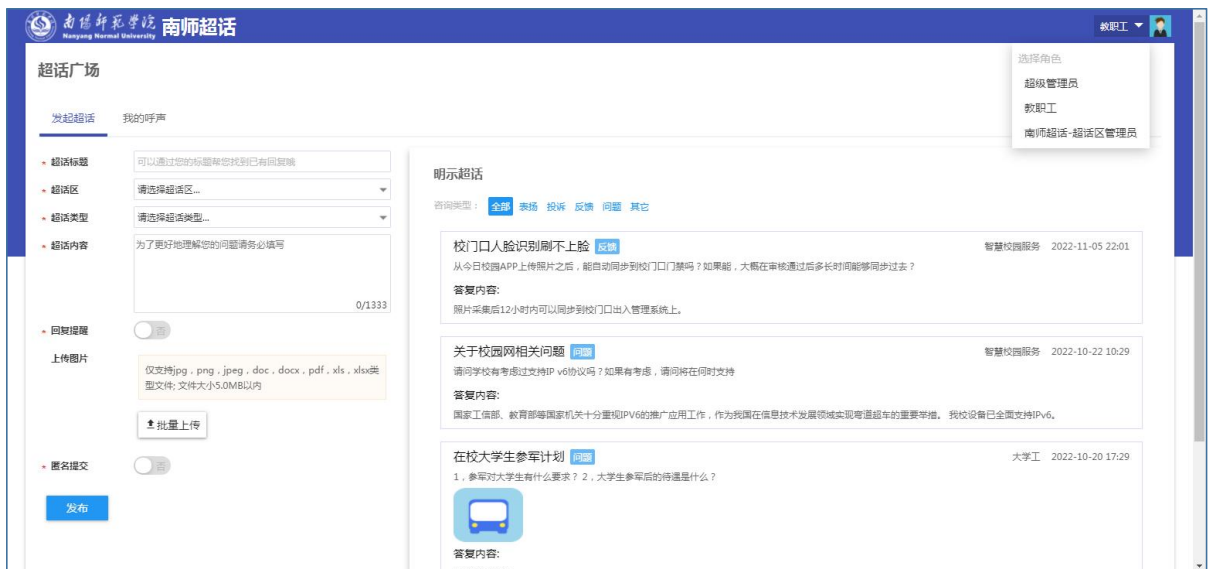 南阳师范学院 南师超话
Nanyang Normal University
教职工
超话广场
选择角色
超级管理员
教职工
南师超话-超话区管理员
发起超话 我的呼声
超话标题 可以通过您的标题帮您找到已有回复哦
超话区 请选择超话区...
超话类型 请选择超话类型...
超话内容 为了更好地理解您的问题请务必填写
0/1333
回复提醒 否
上传图片
仅支持jpg，png，jpeg，doc，docx，pdf，xls，xlsx类
型文件; 文件大小5.0MB以内
批量上传
匿名提交 否
发布
明示超话
咨询类型： 全部 表扬 投诉 反馈 问题 其它
校门口人脸识别刷不上脸 反馈 智慧校园服务 2022-11-05 22:01
从今日校园APP上传照片之后，能自动同步到校门口门禁吗？如果能，大概在审核通过后多长时间能够同步过去？
答复内容:
照片采集后12小时内可以同步到校门口出入管理系统上。
关于校园网相关问题 问题 智慧校园服务 2022-10-22 10:29
请问学校有考虑过支持IP v6协议吗？如果有考虑，请问将在何时支持
答复内容:
国家工信部、教育部等国家机关十分重视IPV6的推广应用工作，作为我国在信息技术发展领域实现弯道超车的重要举措。 我校设备已全面支持IPv6。
在校大学生参军计划 问题 大学工 2022-10-20 17:29
1，参军对大学生有什么要求？ 2，大学生参军后的待遇是什么？
答复内容: